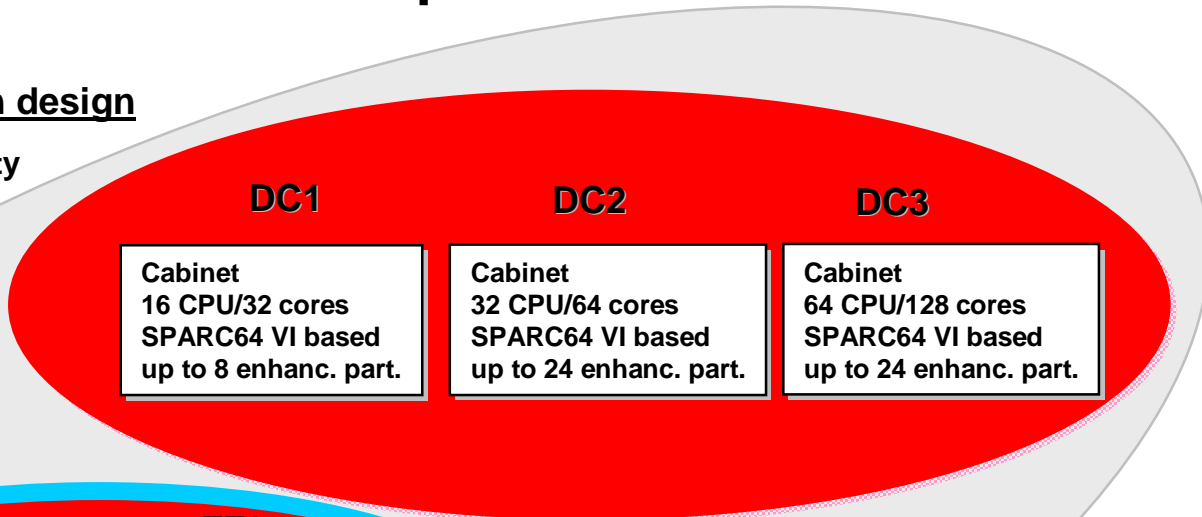 design
DC1
DC2
DC3
Cabinet
16 CPU/32 cores
SPARC64 VI based
up to 8 enhanc. part.
Cabinet
32 CPU/64 cores
SPARC64 VI based
up to 24 enhanc. part.
Cabinet
64 CPU/128 cores
SPARC64 VI based
up to 24 enhanc. part.